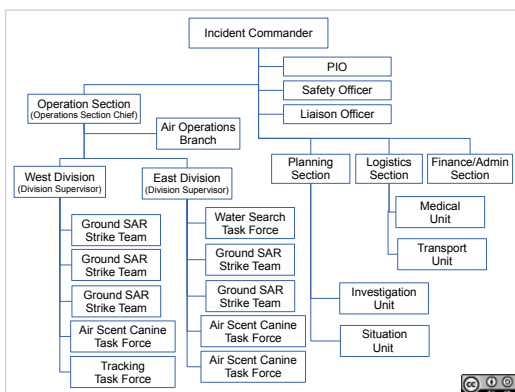 Incident Commander
PIO
Safety Officer
Liaison Officer
Operation Section
(Operations Section Chief)
Air Operations
Branch
Planning
Section
Logistics
Section
Finance/Admin
Section
West Division
(Division Supervisor)
East Division
(Division Supervisor)
Medical
Unit
Transport
Unit
Ground SAR
Strike Team
Ground SAR
Strike Team
Ground SAR
Strike Team
Air Scent Canine
Task Force
Tracking
Task Force
Water Search
Task Force
Ground SAR
Strike Team
Ground SAR
Strike Team
Air Scent Canine
Task Force
Air Scent Canine
Task Force
Investigation
Unit
Situation
Unit
cc